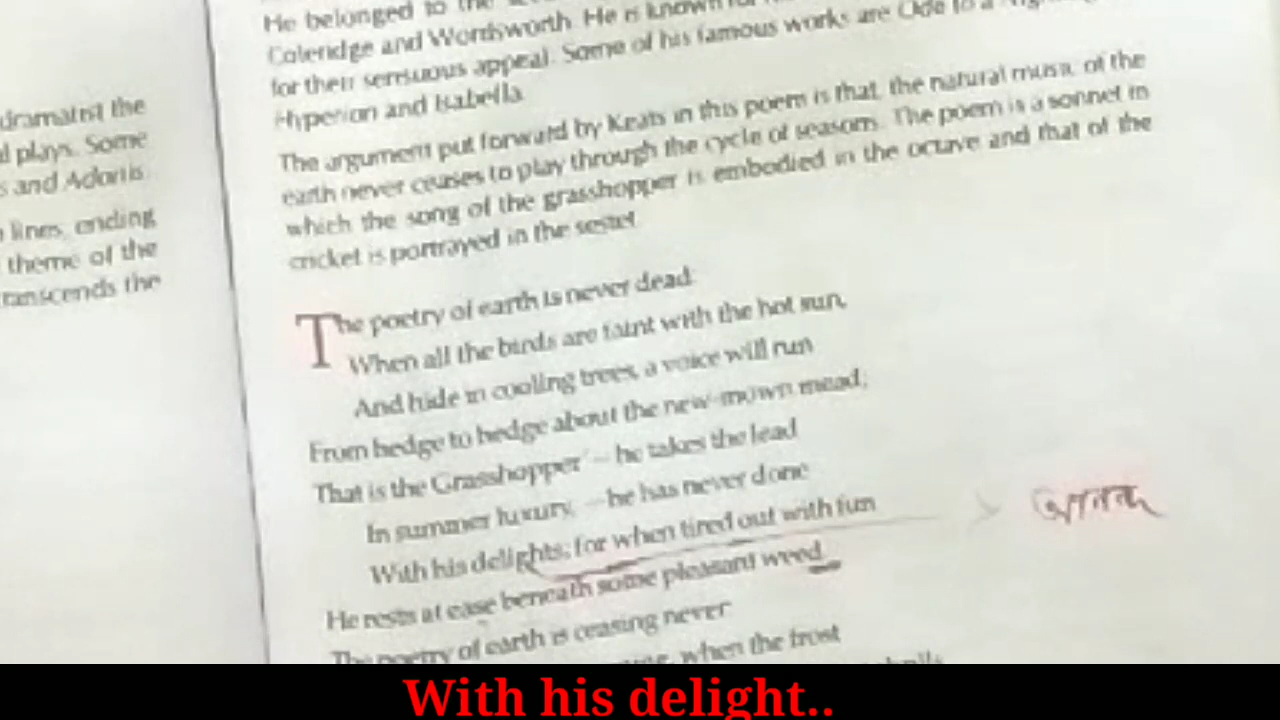 dramatist the
plays. Some
s and Adonis.
lines, ending
theme of the
transcends the
He belonged to the
Coleridge and Wordsworth. He is known for
for their sensuous appeal. Some of his famous works are Ode to a
Hyperion and Isabella.
The argument put forward by Keats in this poem is that, the natural music of the
earth never ceases to play through the cycle of seasons. The poem is a sonnet in
which the song of the grasshopper is embodied in the octave and that of the
cricket is portrayed in the sestet.
The poetry of earth is never dead:
When all the birds are faint with the hot sun,
And hide in cooling trees, a voice will run
From hedge to hedge about the new-mown mead;
That is the Grasshopper's – he takes the lead
In summer luxury, – he has never done
With his delights; for when tired out with fun
আনন্দ
He rests at ease beneath some pleasant weed.
The poetry of earth is ceasing never:
when the frost
With his delight..